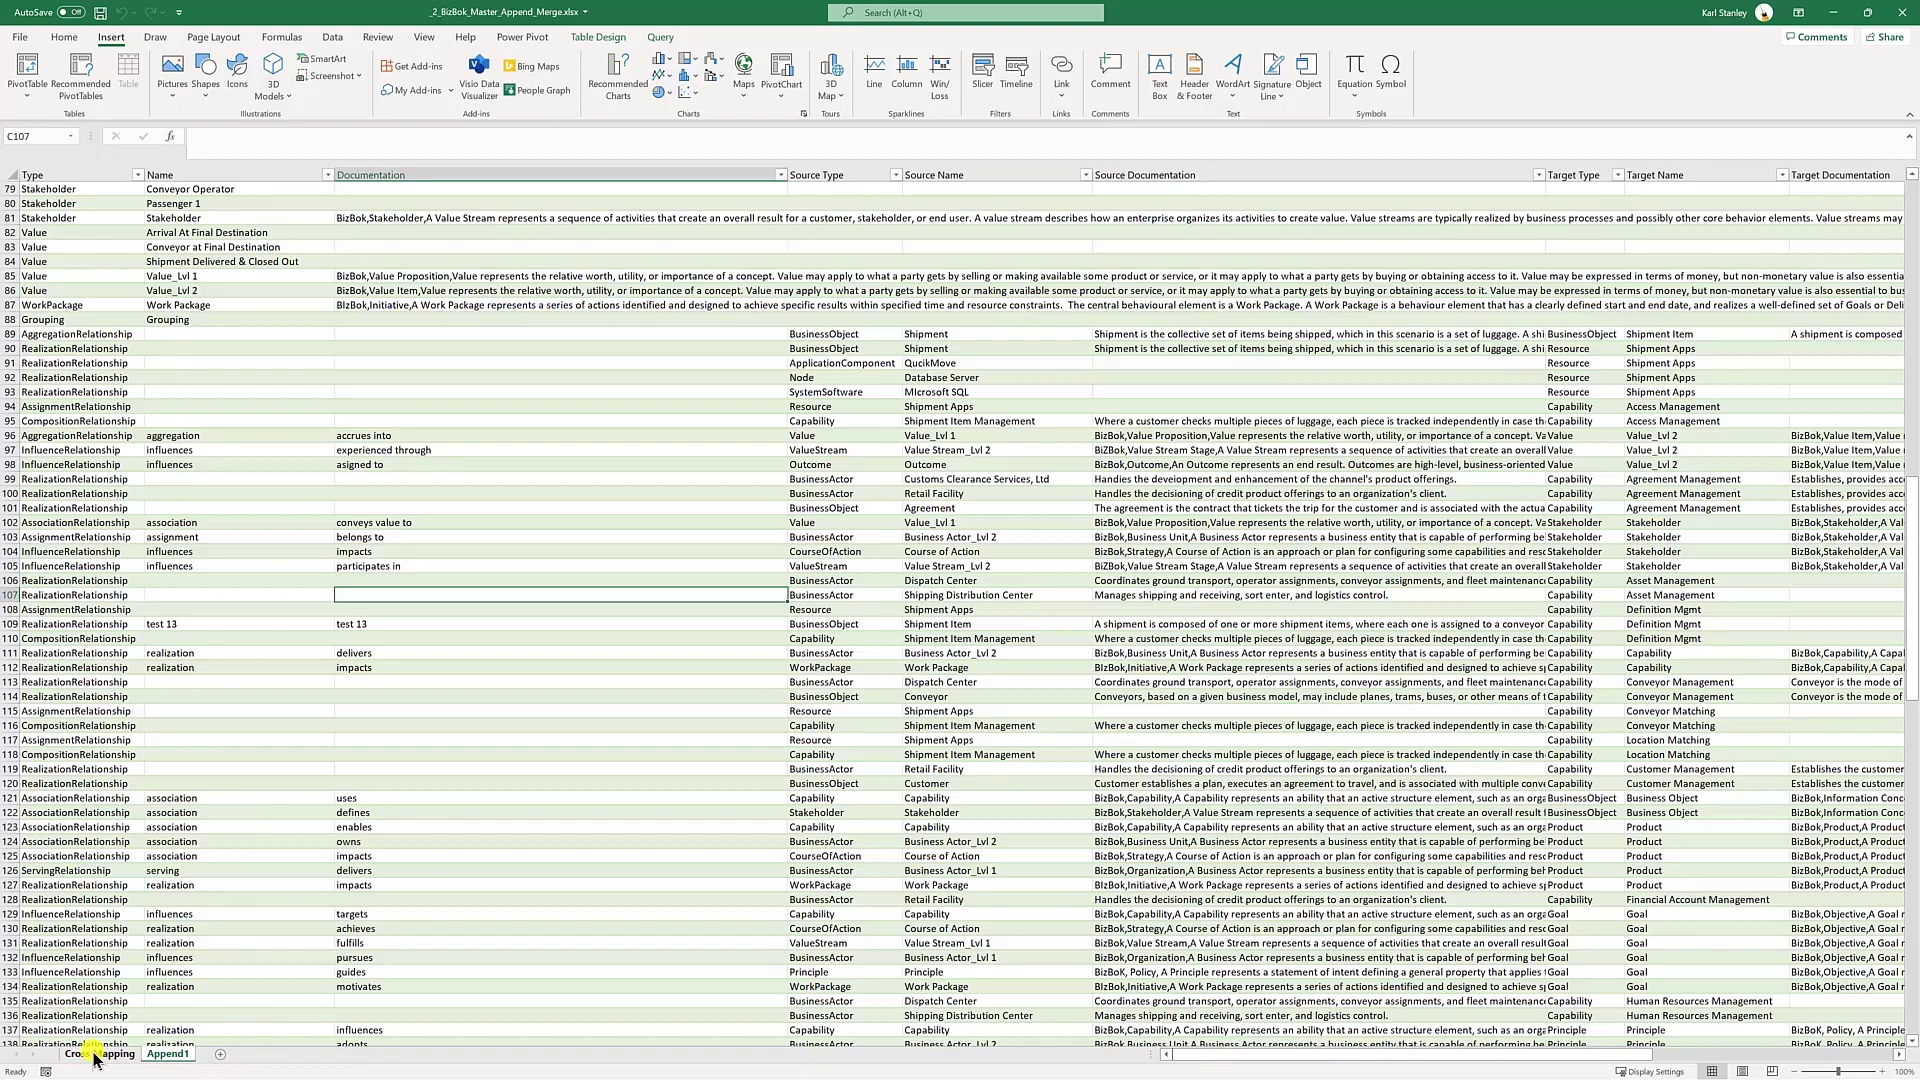 AutoSave Off _2_BizBok_Master_Append_Merge.xlsx Search (Alt+Q) Karl Stanley
File Home Insert Draw Page Layout Formulas Data Review View Help Power Pivot Table Design Query Comments Share
PivotTable Recommended PivotTables Table Pictures Shapes Icons 3D Models SmartArt Screenshot Get Add-ins My Add-ins Visio Data Visualizer Bing Maps People Graph Recommended Charts Maps PivotChart 3D Map Line Column Win/Loss Slicer Timeline Link Comment Text Box Header & Footer WordArt Signature Line Object Equation Symbol
Tables Illustrations Add-ins Charts Tours Sparklines Filters Links Comments Text Symbols
C107 fx
Type Name Documentation Source Type Source Name Source Documentation Target Type Target Name Target Documentation
79 Stakeholder Conveyor Operator
80 Stakeholder Passenger 1
81 Stakeholder Stakeholder BizBok,Stakeholder,A Value Stream represents a sequence of activities that create an overall result for a customer, stakeholder, or end user. A value stream describes how an enterprise organizes its activities to create value. Value streams are typically realized by business processes and possibly other core behavior elements. Value streams may
82 Value Arrival At Final Destination
83 Value Conveyor at Final Destination
84 Value Shipment Delivered & Closed Out
85 Value Value_Lvl 1 BizBok,Value Proposition,Value represents the relative worth, utility, or importance of a concept. Value may apply to what a party gets by selling or making available some product or service, or it may apply to what a party gets by buying or obtaining access to it. Value may be expressed in terms of money, but non-monetary value is also essentia
86 Value Value_Lvl 2 BizBok,Value Item,Value represents the relative worth, utility, or importance of a concept. Value may apply to what a party gets by selling or making available some product or service, or it may apply to what a party gets by buying or obtaining access to it. Value may be expressed in terms of money, but non-monetary value is also essential to bus
87 WorkPackage Work Package BIzBok,Initiative,A Work Package represents a series of actions identified and designed to achieve specific results within specified time and resource constraints. The central behavioural element is a Work Package. A Work Package is a behaviour element that has a clearly defined start and end date, and realizes a well-defined set of Goals or Deli
88 Grouping Grouping
89 AggregationRelationship BusinessObject Shipment Shipment is the collective set of items being shipped, which in this scenario is a set of luggage. A shi BusinessObject Shipment Item A shipment is composed
90 RealizationRelationship BusinessObject Shipment Shipment is the collective set of items being shipped, which in this scenario is a set of luggage. A shi Resource Shipment Apps
91 RealizationRelationship ApplicationComponent QucikMove Resource Shipment Apps
92 RealizationRelationship Node Database Server Resource Shipment Apps
93 RealizationRelationship SystemSoftware MIcrosoft SQL Resource Shipment Apps
94 AssignmentRelationship Resource Shipment Apps Capability Access Management
95 CompositionRelationship Capability Shipment Item Management Where a customer checks multiple pieces of luggage, each piece is tracked independently in case th Capability Access Management
96 AggregationRelationship aggregation accrues into Value Value_Lvl 1 BizBok,Value Proposition,Value represents the relative worth, utility, or importance of a concept. Va Value Value_Lvl 2 BizBok,Value Item,Value
97 InfluenceRelationship influences experienced through ValueStream Value Stream_Lvl 2 BiZBok,Value Stream Stage,A Value Stream represents a sequence of activities that create an overall Value Value_Lvl 2 BizBok,Value Item,Value
98 InfluenceRelationship influences asigned to Outcome Outcome BizBok,Outcome,An Outcome represents an end result. Outcomes are high-level, business-oriented Value Value_Lvl 2 BizBok,Value Item,Value
99 RealizationRelationship BusinessActor Customs Clearance Services, Ltd Handles the development and enhancement of the channel's product offerings. Capability Agreement Management Establishes, provides acc
100 RealizationRelationship BusinessActor Retail Facility Handles the decisioning of credit product offerings to an organization's client. Capability Agreement Management Establishes, provides acc
101 RealizationRelationship BusinessObject Agreement The agreement is the contract that tickets the trip for the customer and is associated with the actua Capability Agreement Management Establishes, provides acc
102 AssociationRelationship association conveys value to Value Value_Lvl 1 BizBok,Value Proposition,Value represents the relative worth, utility, or importance of a concept. Va Stakeholder Stakeholder BizBok,Stakeholder,A Val
103 AssignmentRelationship assignment belongs to BusinessActor Business Actor_Lvl 2 BizBok,Business Unit,A Business Actor represents a business entity that is capable of performing be Stakeholder Stakeholder BizBok,Stakeholder,A Val
104 InfluenceRelationship influences impacts CourseOfAction Course of Action BizBok,Strategy,A Course of Action is an approach or plan for configuring some capabilities and res Stakeholder Stakeholder BizBok,Stakeholder,A Val
105 InfluenceRelationship influences participates in ValueStream Value Stream_Lvl 2 BiZBok,Value Stream Stage,A Value Stream represents a sequence of activities that create an overall Stakeholder Stakeholder BizBok,Stakeholder,A Val
106 RealizationRelationship BusinessActor Dispatch Center Coordinates ground transport, operator assignments, conveyor assignments, and fleet maintenanc Capability Asset Management
107 RealizationRelationship BusinessActor Shipping Distribution Center Manages shipping and receiving, sort enter, and logistics control. Capability Asset Management
108 AssignmentRelationship Resource Shipment Apps Capability Definition Mgmt
109 RealizationRelationship test 13 test 13 BusinessObject Shipment Item A shipment is composed of one or more shipment items, where each one is assigned to a conveyor Capability Definition Mgmt
110 CompositionRelationship Capability Shipment Item Management Where a customer checks multiple pieces of luggage, each piece is tracked independently in case th Capability Definition Mgmt
111 RealizationRelationship realization delivers BusinessActor Business Actor_Lvl 2 BizBok,Business Unit,A Business Actor represents a business entity that is capable of performing be Capability Capability BizBok,Capability,A Capal
112 RealizationRelationship realization impacts WorkPackage Work Package BIzBok,Initiative,A Work Package represents a series of actions identified and designed to achieve s Capability Capability BizBok,Capability,A Capal
113 RealizationRelationship BusinessActor Dispatch Center Coordinates ground transport, operator assignments, conveyor assignments, and fleet maintenanc Capability Conveyor Management Conveyor is the mode of
114 RealizationRelationship BusinessObject Conveyor Conveyors, based on a given business model, may include planes, trams, buses, or other means of t Capability Conveyor Management Conveyor is the mode of
115 AssignmentRelationship Resource Shipment Apps Capability Conveyor Matching
116 CompositionRelationship Capability Shipment Item Management Where a customer checks multiple pieces of luggage, each piece is tracked independently in case th Capability Conveyor Matching
117 AssignmentRelationship Resource Shipment Apps Capability Location Matching
118 CompositionRelationship Capability Shipment Item Management Where a customer checks multiple pieces of luggage, each piece is tracked independently in case th Capability Location Matching
119 RealizationRelationship BusinessActor Retail Facility Handles the decisioning of credit product offerings to an organization's client. Capability Customer Management Establishes the customer
120 RealizationRelationship BusinessObject Customer Customer establishes a plan, executes an agreement to travel, and is associated with multiple conv Capability Customer Management Establishes the customer
121 AssociationRelationship association uses Capability Capability BizBok,Capability,A Capability represents an ability that an active structure element, such as an orga BusinessObject Business Object BizBok,Information Conc
122 AssociationRelationship association defines Stakeholder Stakeholder BizBok,Stakeholder,A Value Stream represents a sequence of activities that create an overall result f BusinessObject Business Object BizBok,Information Conc
123 AssociationRelationship association enables Capability Capability BizBok,Capability,A Capability represents an ability that an active structure element, such as an orga Product Product BizBok,Product,A Product
124 AssociationRelationship association owns BusinessActor Business Actor_Lvl 2 BizBok,Business Unit,A Business Actor represents a business entity that is capable of performing be Product Product BizBok,Product,A Product
125 AssociationRelationship association impacts CourseOfAction Course of Action BizBok,Strategy,A Course of Action is an approach or plan for configuring some capabilities and res Product Product BizBok,Product,A Product
126 ServingRelationship serving delivers BusinessActor Business Actor_Lvl 1 BizBok,Organization,A Business Actor represents a business entity that is capable of performing beh Product Product BizBok,Product,A Product
127 RealizationRelationship realization impacts WorkPackage Work Package BIzBok,Initiative,A Work Package represents a series of actions identified and designed to achieve s Product Product BizBok,Product,A Product
128 RealizationRelationship BusinessActor Retail Facility Handles the decisioning of credit product offerings to an organization's client. Capability Financial Account Management
129 InfluenceRelationship influences targets Capability Capability BizBok,Capability,A Capability represents an ability that an active structure element, such as an orga Goal Goal BizBok,Objective,A Goal r
130 RealizationRelationship realization achieves CourseOfAction Course of Action BizBok,Strategy,A Course of Action is an approach or plan for configuring some capabilities and res Goal Goal BizBok,Objective,A Goal r
131 RealizationRelationship realization fulfills ValueStream Value Stream_Lvl 1 BizBok,Value Stream,A Value Stream represents a sequence of activities that create an overall result Goal Goal BizBok,Objective,A Goal r
132 InfluenceRelationship influences pursues BusinessActor Business Actor_Lvl 1 BizBok,Organization,A Business Actor represents a business entity that is capable of performing beh Goal Goal BizBok,Objective,A Goal r
133 InfluenceRelationship influences guides Principle Principle BizBoK, Policy, A Principle represents a statement of intent defining a general property that applies t Goal Goal BizBok,Objective,A Goal r
134 RealizationRelationship realization motivates WorkPackage Work Package BIzBok,Initiative,A Work Package represents a series of actions identified and designed to achieve s Goal Goal BizBok,Objective,A Goal r
135 RealizationRelationship BusinessActor Dispatch Center Coordinates ground transport, operator assignments, conveyor assignments, and fleet maintenanc Capability Human Resources Management
136 RealizationRelationship BusinessActor Shipping Distribution Center Manages shipping and receiving, sort enter, and logistics control. Capability Human Resources Management
137 RealizationRelationship realization influences Capability Capability BizBok,Capability,A Capability represents an ability that an active structure element, such as an orga Principle Principle BizBoK, Policy, A Principle
138 RealizationRelationship realization adopts BusinessActor Business Actor_Lvl 2 BizBok,Business Unit,A Business Actor represents a business entity that is capable of performing be Principle Principle BizBoK, Policy, A Principle
Mapping Append1
Ready Display Settings 100%